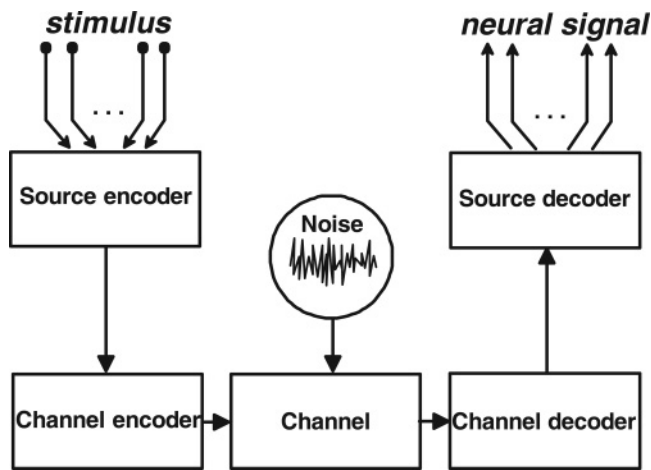 stimulus
neural signal
. . .
. . .
Source encoder
Source decoder
Noise
Channel encoder
Channel
Channel decoder